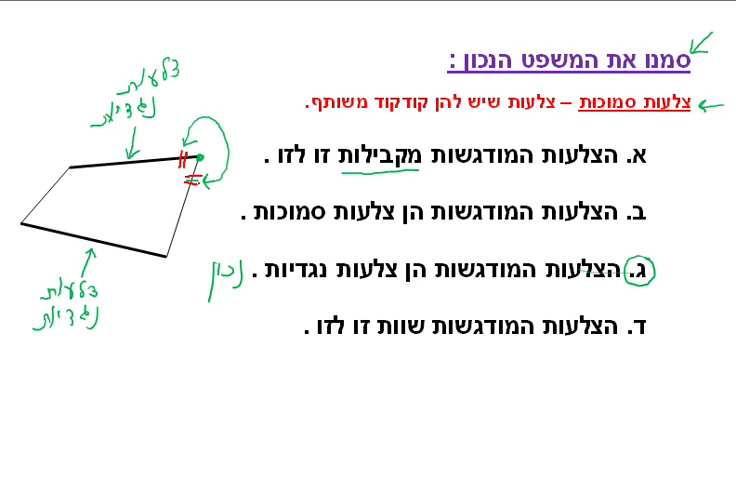 סמנו את המשפט הנכון :
צלעות סמוכות – צלעות שיש להן קודקוד משותף.
א. הצלעות המודגשות מקבילות זו לזו .
ב. הצלעות המודגשות הן צלעות סמוכות .
ג. הצלעות המודגשות הן צלעות נגדיות . נכון
ד. הצלעות המודגשות שוות זו לזו .
צלעות
נגדיות
צלעות
נגדיות